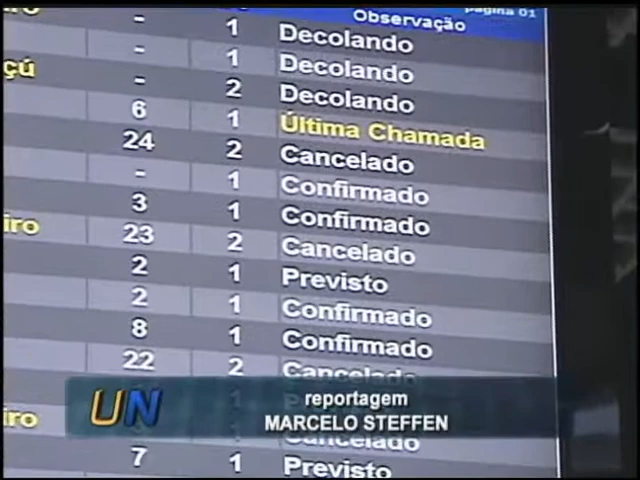 Observação
página 01
- 1 Decolando
- 1 Decolando
çú - 2 Decolando
6 1 Última Chamada
24 2 Cancelado
- 1 Confirmado
3 1 Confirmado
iro 23 2 Cancelado
2 1 Previsto
2 1 Confirmado
8 1 Confirmado
22 2 Cancelado
UN reportagem
MARCELO STEFFEN
iro Cancelado
7 1 Previsto